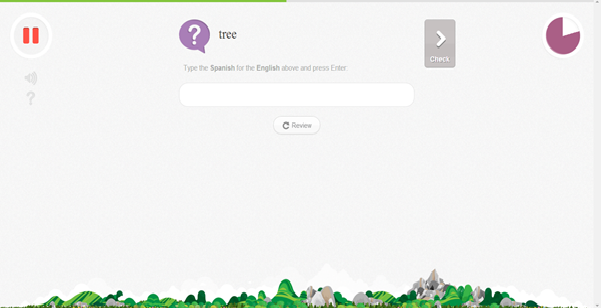 tree
Check
Type the Spanish for the English above and press Enter:
Review